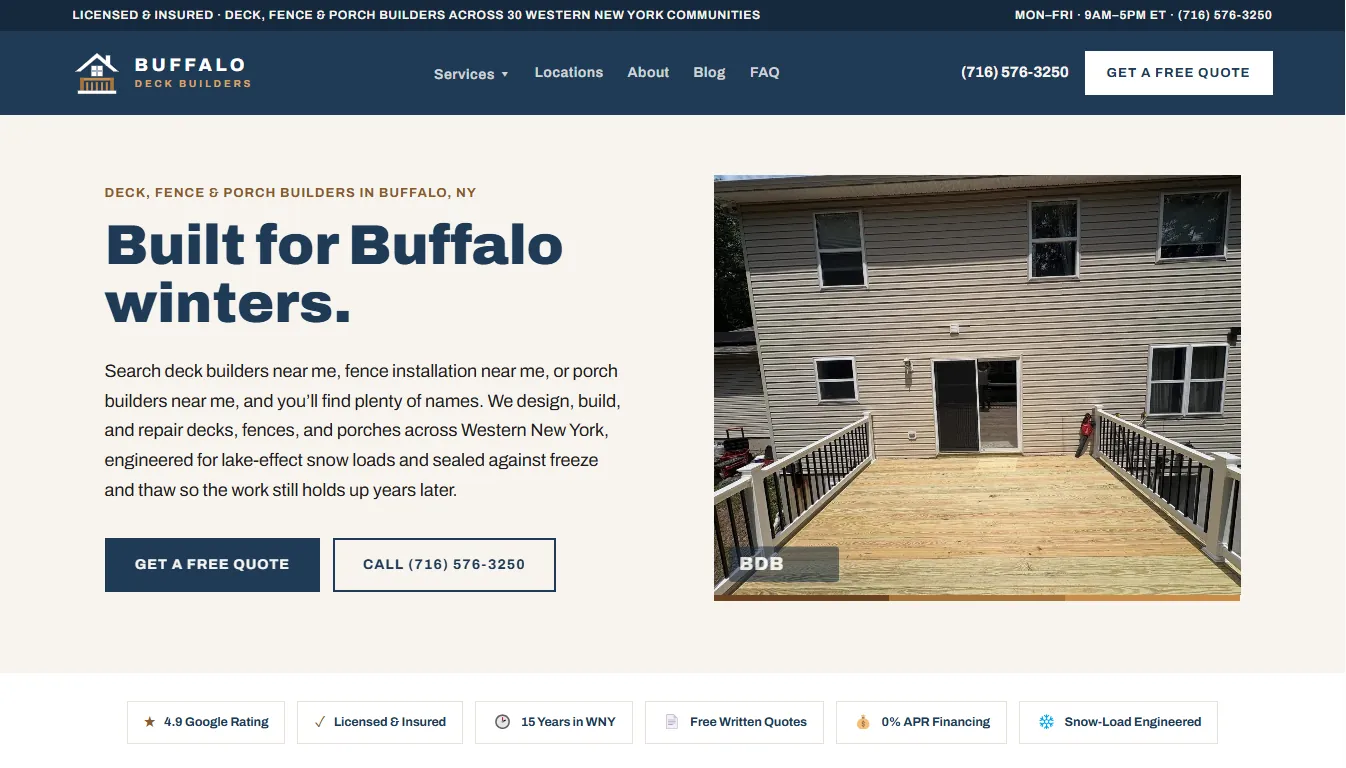 LICENSED & INSURED · DECK, FENCE & PORCH BUILDERS ACROSS 30 WESTERN NEW YORK COMMUNITIES
MON–FRI · 9AM–5PM ET · (716) 576-3250
BUFFALO
DECK BUILDERS
Services
Locations
About
Blog
FAQ
(716) 576-3250
GET A FREE QUOTE
DECK, FENCE & PORCH BUILDERS IN BUFFALO, NY
Built for Buffalo
winters.
Search deck builders near me, fence installation near me, or porch
builders near me, and you’ll find plenty of names. We design, build,
and repair decks, fences, and porches across Western New York,
engineered for lake-effect snow loads and sealed against freeze
and thaw so the work still holds up years later.
GET A FREE QUOTE
CALL (716) 576-3250
BDB
★ 4.9 Google Rating
✓ Licensed & Insured
15 Years in WNY
Free Written Quotes
0% APR Financing
Snow-Load Engineered